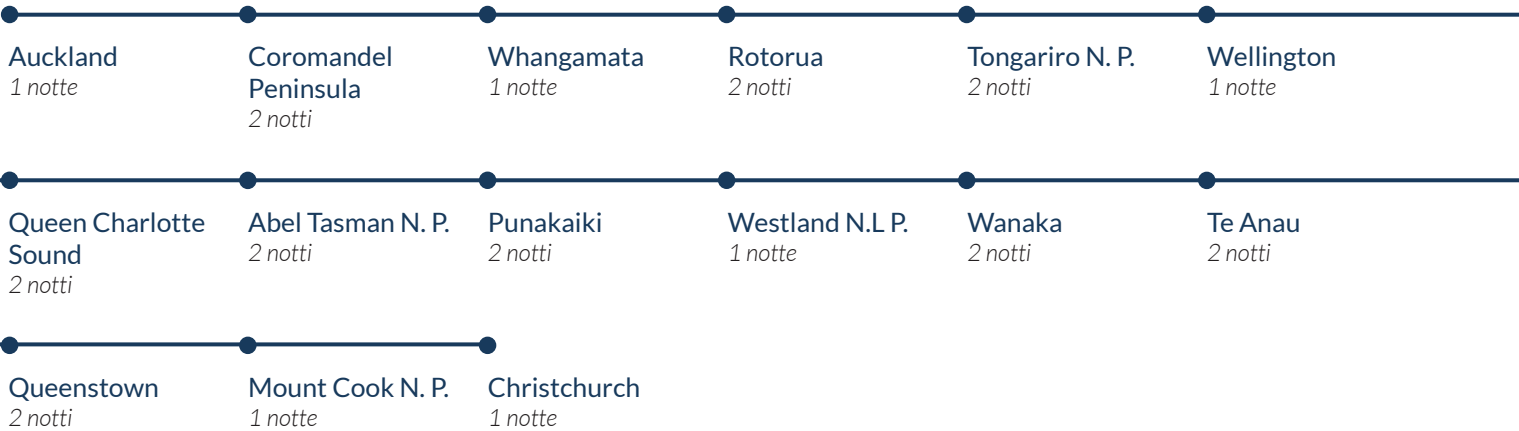 Auckland
1 notte
Coromandel
Peninsula
2 notti
Whangamata
1 notte
Rotorua
2 notti
Tongariro N. P.
2 notti
Wellington
1 notte
Queen Charlotte
Sound
2 notti
Abel Tasman N. P.
2 notti
Punakaiki
2 notti
Westland N.L P.
1 notte
Wanaka
2 notti
Te Anau
2 notti
Queenstown
2 notti
Mount Cook N. P.
1 notte
Christchurch
1 notte